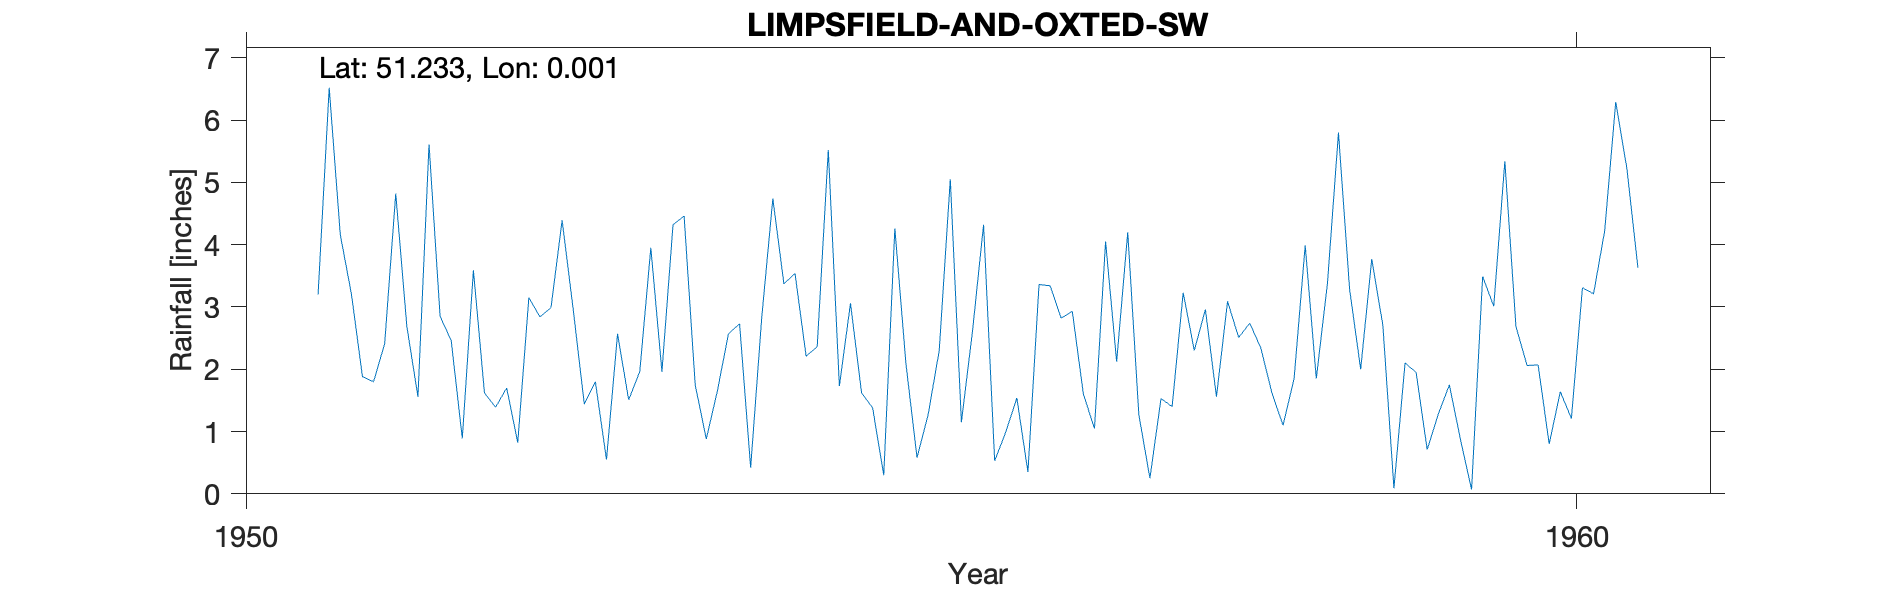 LIMPSFIELD-AND-OXTED-SW
Lat: 51.233, Lon: 0.001
7
6
5
4
3
2
1
0
Rainfall [inches]
1950
1960
Year